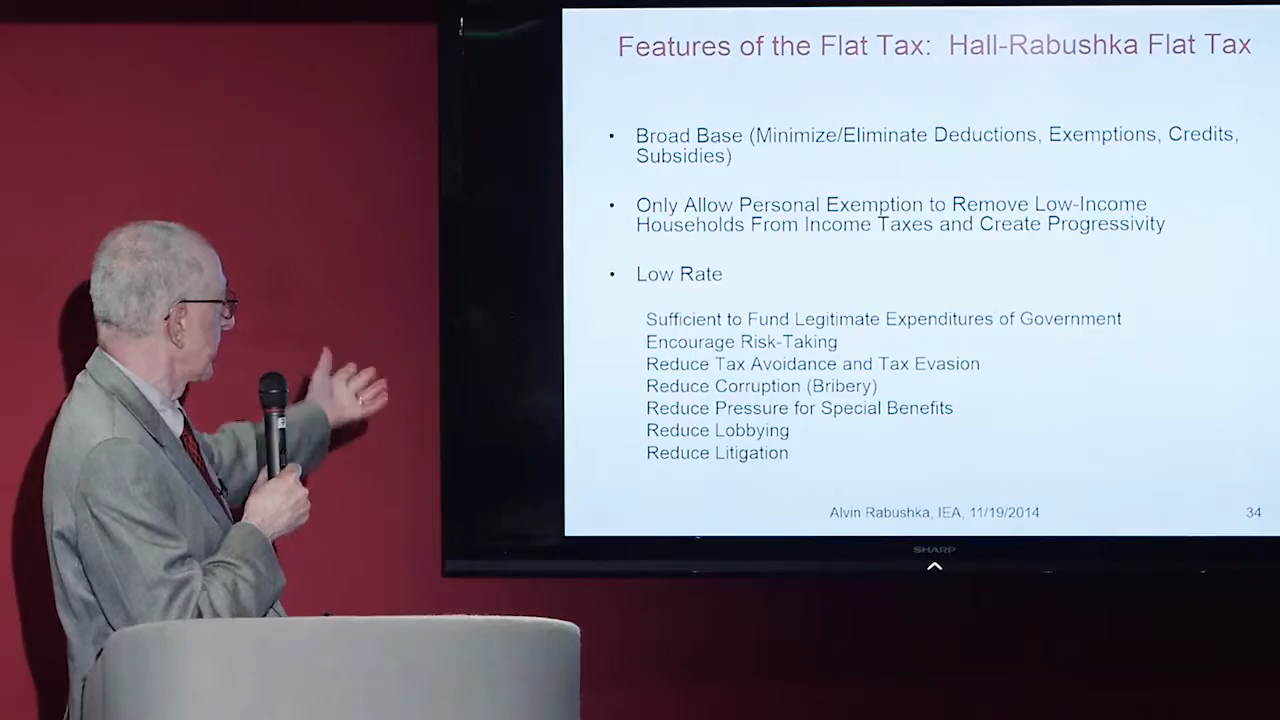 Features of the Flat Tax: Hall-Rabushka Flat Tax
• Broad Base (Minimize/Eliminate Deductions, Exemptions, Credits,
Subsidies)
• Only Allow Personal Exemption to Remove Low-Income
Households From Income Taxes and Create Progressivity
• Low Rate
Sufficient to Fund Legitimate Expenditures of Government
Encourage Risk-Taking
Reduce Tax Avoidance and Tax Evasion
Reduce Corruption (Bribery)
Reduce Pressure for Special Benefits
Reduce Lobbying
Reduce Litigation
Alvin Rabushka, IEA, 11/19/2014 34
SHARP